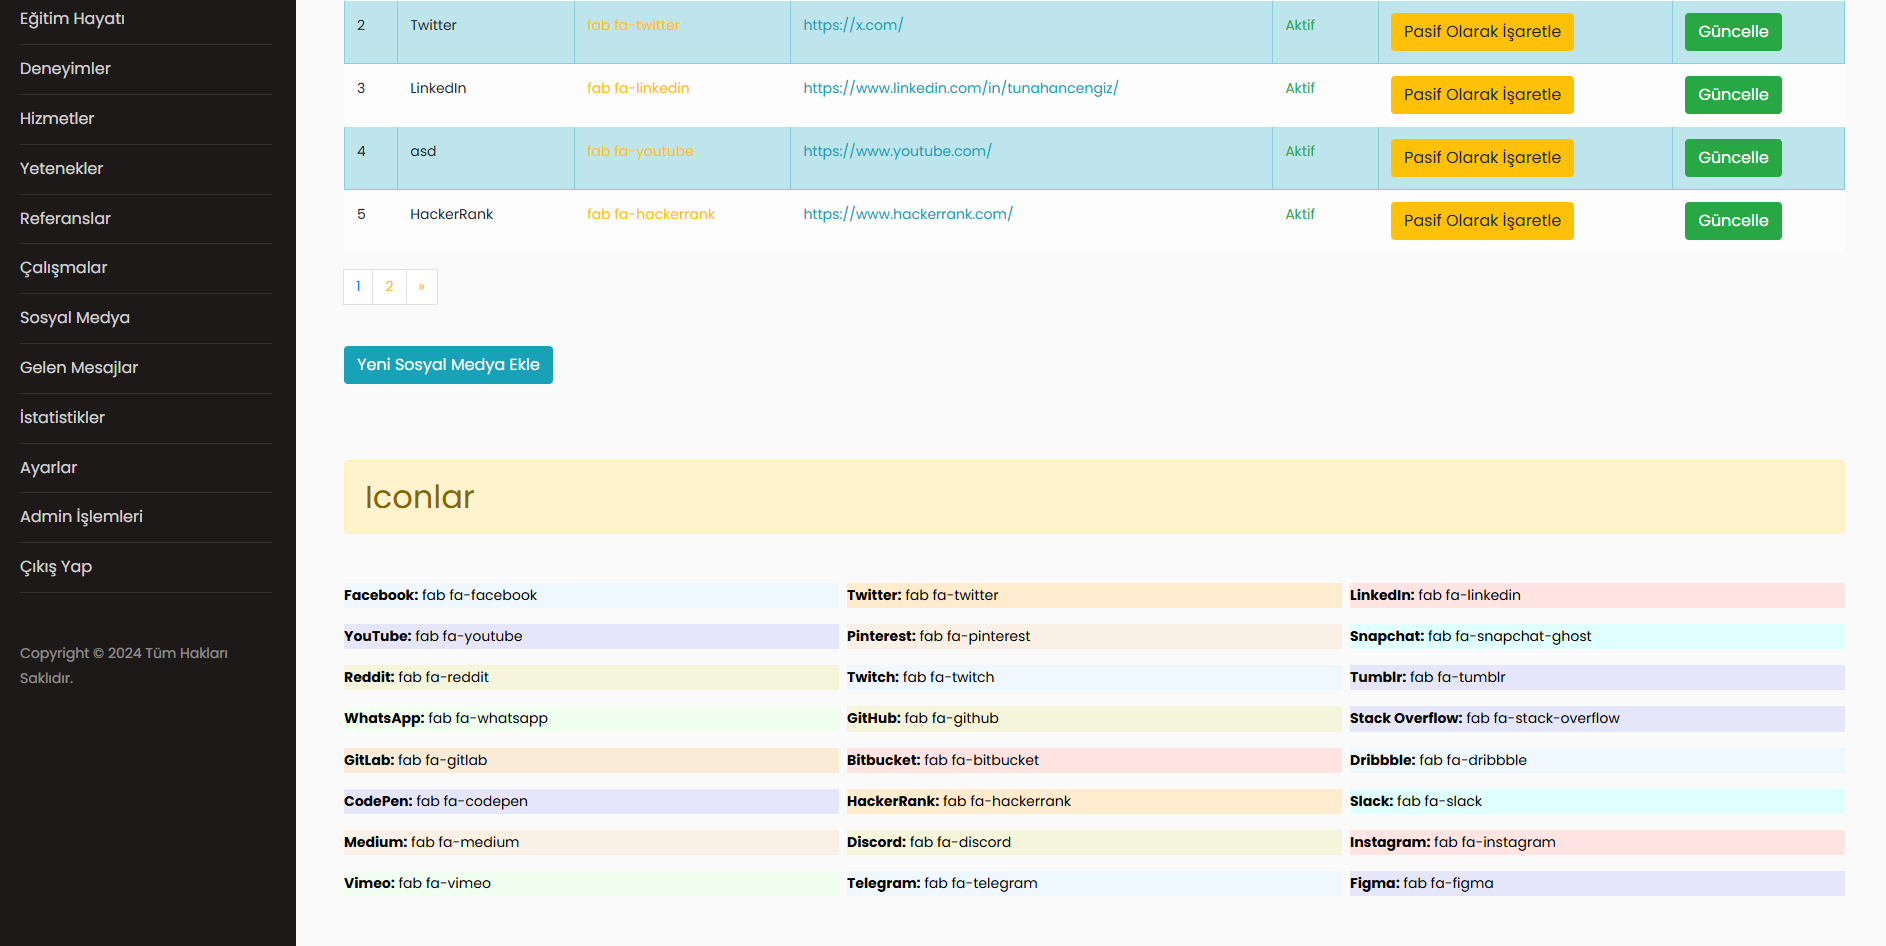 Eğitim Hayatı
Deneyimler
Hizmetler
Yetenekler
Referanslar
Çalışmalar
Sosyal Medya
Gelen Mesajlar
İstatistikler
Ayarlar
Admin İşlemleri
Çıkış Yap
Copyright © 2024 Tüm Hakları
Saklıdır.
2 Twitter fab fa-twitter https://x.com/ Aktif Pasif Olarak İşaretle Güncelle
3 LinkedIn fab fa-linkedin https://www.linkedin.com/in/tunahancengiz/ Aktif Pasif Olarak İşaretle Güncelle
4 asd fab fa-youtube https://www.youtube.com/ Aktif Pasif Olarak İşaretle Güncelle
5 HackerRank fab fa-hackerrank https://www.hackerrank.com/ Aktif Pasif Olarak İşaretle Güncelle
1 2 »
Yeni Sosyal Medya Ekle
Iconlar
Facebook: fab fa-facebook Twitter: fab fa-twitter LinkedIn: fab fa-linkedin
YouTube: fab fa-youtube Pinterest: fab fa-pinterest Snapchat: fab fa-snapchat-ghost
Reddit: fab fa-reddit Twitch: fab fa-twitch Tumblr: fab fa-tumblr
WhatsApp: fab fa-whatsapp GitHub: fab fa-github Stack Overflow: fab fa-stack-overflow
GitLab: fab fa-gitlab Bitbucket: fab fa-bitbucket Dribbble: fab fa-dribbble
CodePen: fab fa-codepen HackerRank: fab fa-hackerrank Slack: fab fa-slack
Medium: fab fa-medium Discord: fab fa-discord Instagram: fab fa-instagram
Vimeo: fab fa-vimeo Telegram: fab fa-telegram Figma: fab fa-figma